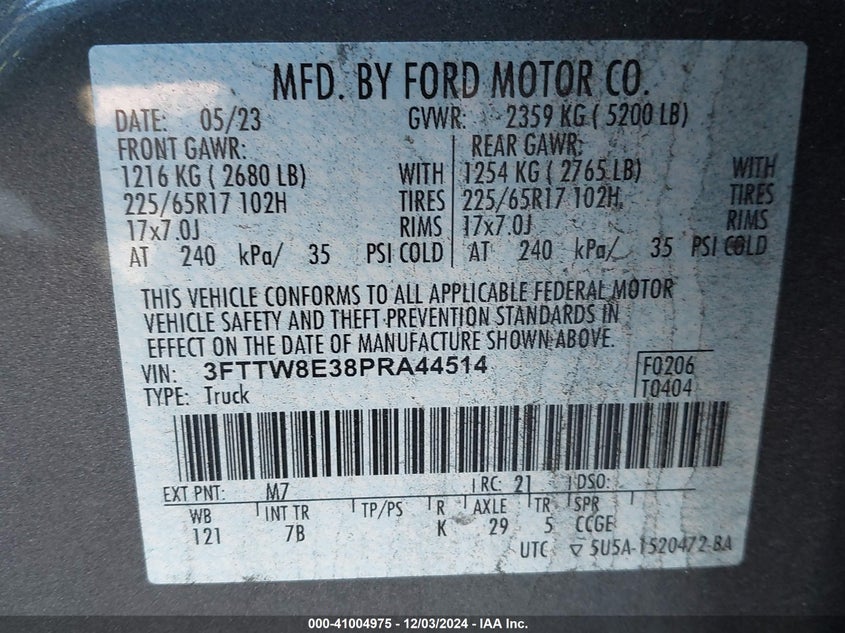 MFD. BY FORD MOTOR CO.
DATE: 05/23 GVWR: 2359 KG ( 5200 LB)
FRONT GAWR: REAR GAWR:
1216 KG ( 2680 LB) WITH 1254 KG ( 2765 LB) WITH
225/65R17 102H TIRES 225/65R17 102H TIRES
17x7.0J RIMS 17x7.0J RIMS
AT 240 kPa/ 35 PSI COLD AT 240 kPa/ 35 PSI COLD
THIS VEHICLE CONFORMS TO ALL APPLICABLE FEDERAL MOTOR
VEHICLE SAFETY AND THEFT PREVENTION STANDARDS IN
EFFECT ON THE DATE OF MANUFACTURE SHOWN ABOVE.
VIN: 3FTTW8E38PRA44514 F0206
TYPE: Truck T0404
EXT PNT: M7 RC: 21 DSO:
WB INT TR TP/PS R AXLE TR SPR
121 7B K 29 5 CCGE
UTC ▽ 5U5A-1520472-BA
000-41004975 - 12/03/2024 - IAA Inc.